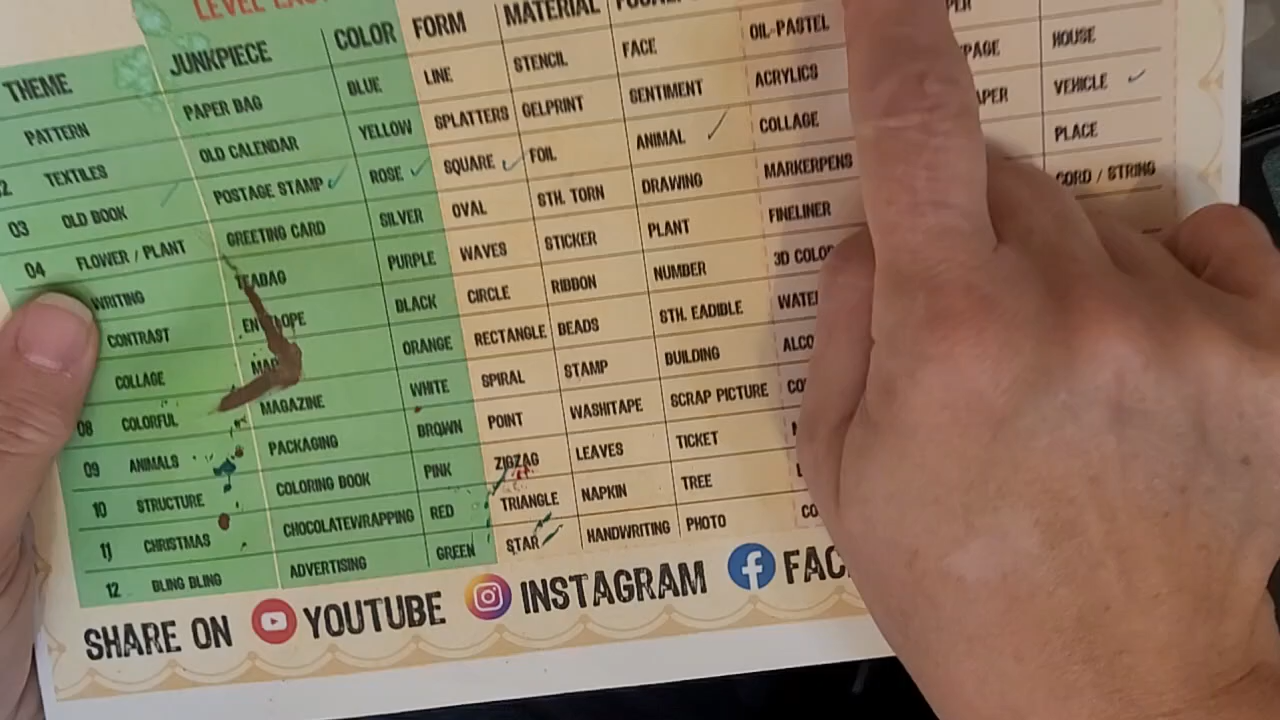 LEVEL
THEME JUNKPIECE COLOR FORM MATERIAL
PATTERN PAPER BAG BLUE LINE STENCIL FACE OIL-PASTEL
TEXTILES OLD CALENDAR YELLOW SPLATTERS GELPRINT SENTIMENT ACRYLICS HOUSE
03 OLD BOOK POSTAGE STAMP ROSE SQUARE FOIL ANIMAL COLLAGE VEHICLE
04 FLOWER / PLANT GREETING CARD SILVER OVAL STH. TORN DRAWING MARKERPENS PLACE
WRITING TEABAG PURPLE WAVES STICKER PLANT FINELINER CORD / STRING
CONTRAST ENVELOPE BLACK CIRCLE RIBBON NUMBER 3D
COLLAGE MAP ORANGE RECTANGLE BEADS STH. EADIBLE
08 COLORFUL MAGAZINE WHITE SPIRAL STAMP BUILDING
09 ANIMALS PACKAGING BROWN POINT WASHITAPE SCRAP PICTURE
10 STRUCTURE COLORING BOOK PINK ZIGZAG LEAVES TICKET
11 CHRISTMAS CHOCOLATEWRAPPING RED TRIANGLE NAPKIN TREE
12 BLING BLING ADVERTISING GREEN STAR HANDWRITING PHOTO
SHARE ON YOUTUBE INSTAGRAM